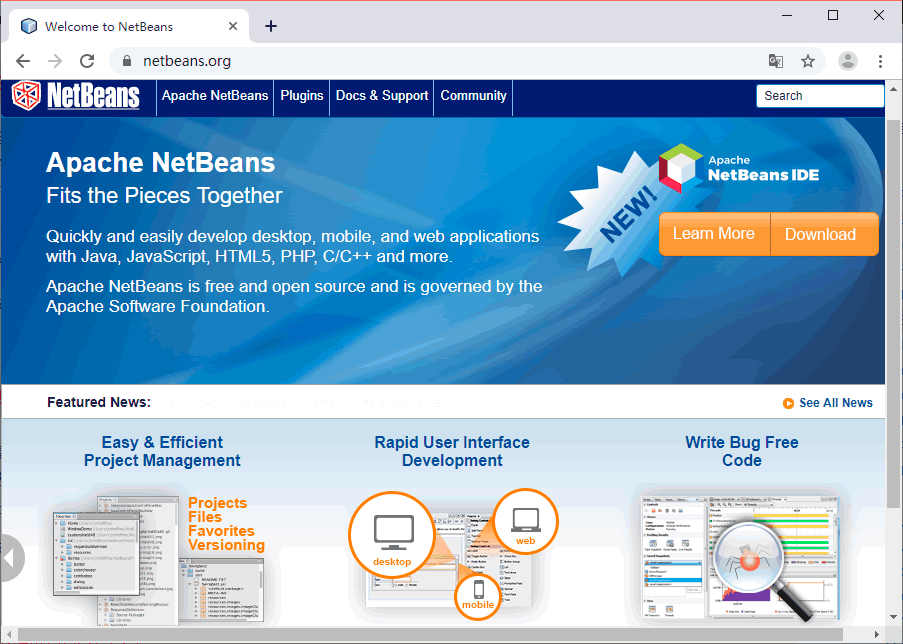 Welcome to NetBeans
netbeans.org
NetBeans
Apache NetBeans
Plugins
Docs & Support
Community
Search
Apache NetBeans
Fits the Pieces Together
Quickly and easily develop desktop, mobile, and web applications
with Java, JavaScript, HTML5, PHP, C/C++ and more.
Apache NetBeans is free and open source and is governed by the
Apache Software Foundation.
NEW!
Apache
NetBeans IDE
Learn More
Download
Featured News:
See All News
Easy & Efficient
Project Management
Projects
Files
Favorites
Versioning
Rapid User Interface
Development
desktop
web
mobile
Write Bug Free
Code